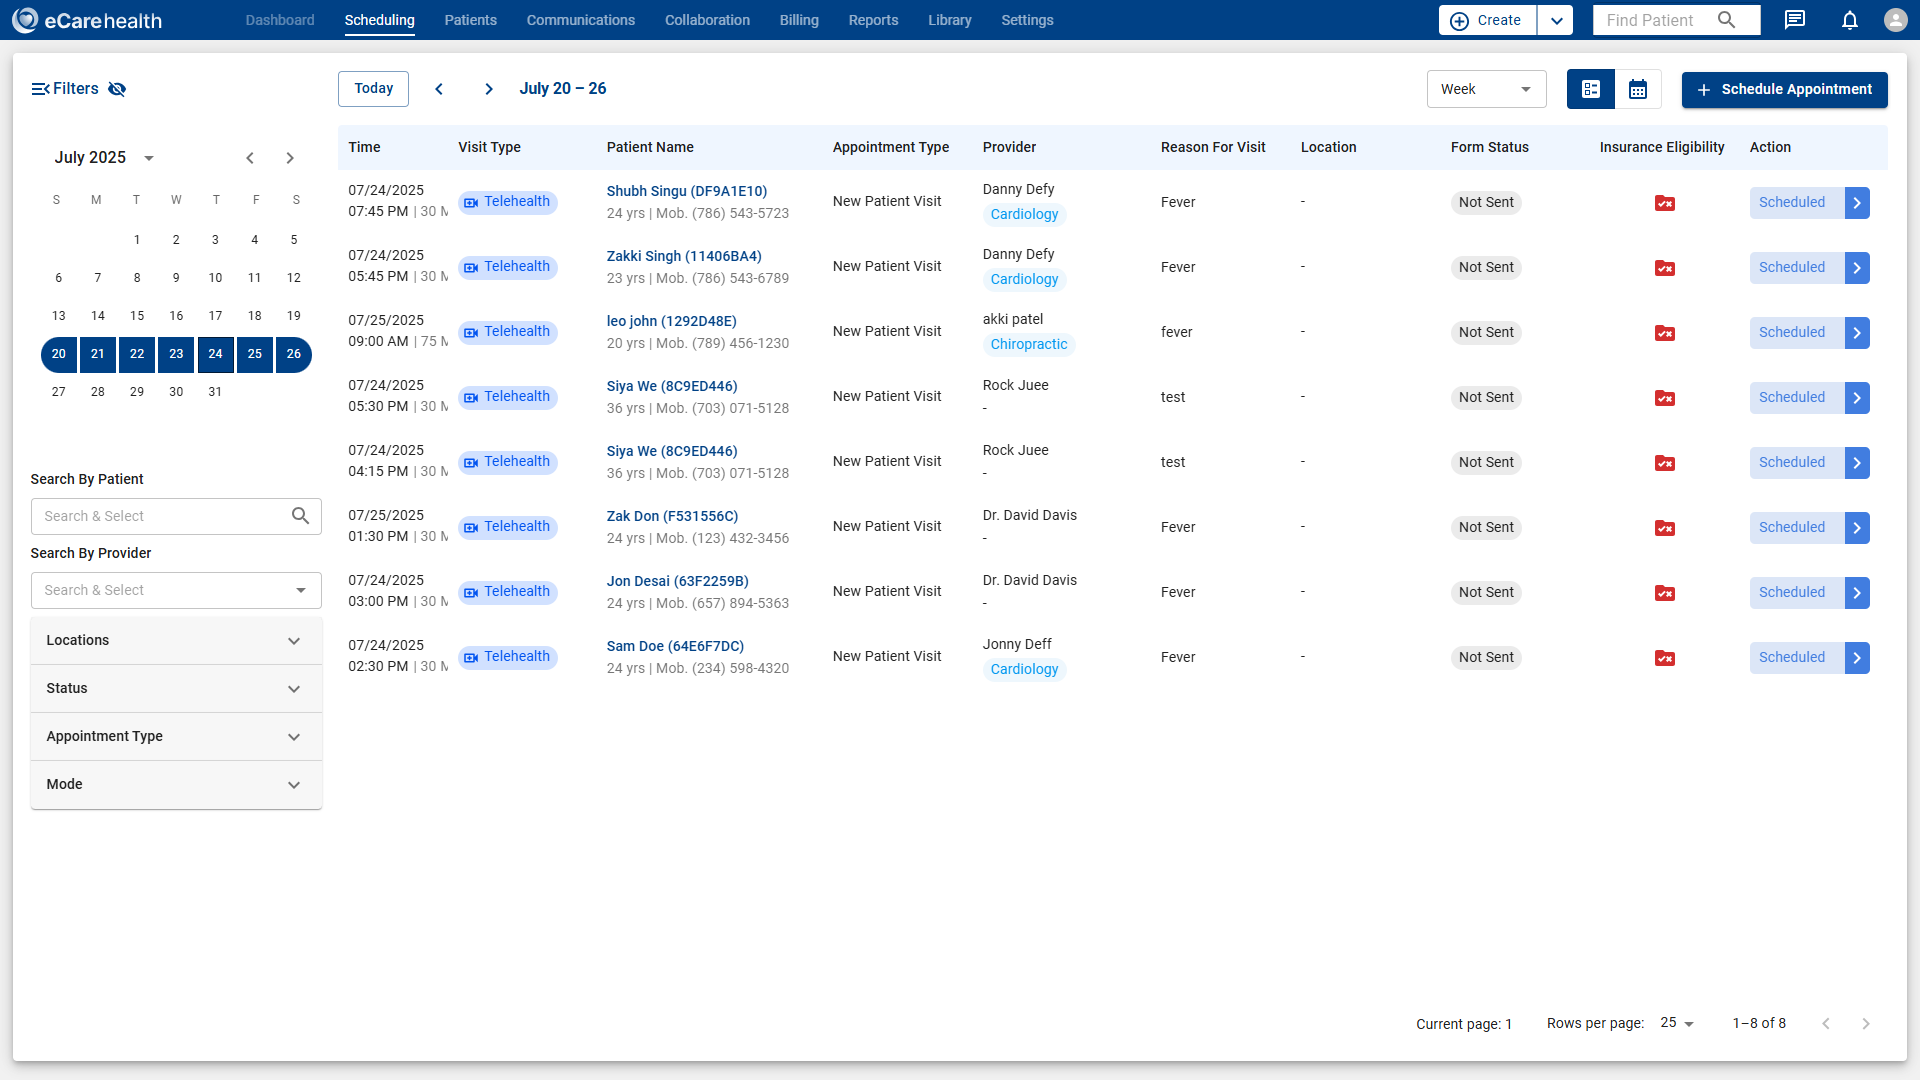 eCarehealth
Dashboard Scheduling Patients Communications Collaboration Billing Reports Library Settings
Create
Find Patient
Filters
Today
July 20 – 26
Week
Schedule Appointment
July 2025
S M T W T F S
1 2 3 4 5
6 7 8 9 10 11 12
13 14 15 16 17 18 19
20 21 22 23 24 25 26
27 28 29 30 31
Search By Patient
Search & Select
Search By Provider
Search & Select
Locations
Status
Appointment Type
Mode
Time Visit Type Patient Name Appointment Type Provider Reason For Visit Location Form Status Insurance Eligibility Action
07/24/2025 Telehealth Shubh Singu (DF9A1E10) New Patient Visit Danny Defy Fever - Not Sent Scheduled
07:45 PM | 30 M 24 yrs | Mob. (786) 543-5723 Cardiology
07/24/2025 Telehealth Zakki Singh (11406BA4) New Patient Visit Danny Defy Fever - Not Sent Scheduled
05:45 PM | 30 M 23 yrs | Mob. (786) 543-6789 Cardiology
07/25/2025 Telehealth leo john (1292D48E) New Patient Visit akki patel fever - Not Sent Scheduled
09:00 AM | 75 M 20 yrs | Mob. (789) 456-1230 Chiropractic
07/24/2025 Telehealth Siya We (8C9ED446) New Patient Visit Rock Juee test - Not Sent Scheduled
05:30 PM | 30 M 36 yrs | Mob. (703) 071-5128 -
07/24/2025 Telehealth Siya We (8C9ED446) New Patient Visit Rock Juee test - Not Sent Scheduled
04:15 PM | 30 M 36 yrs | Mob. (703) 071-5128 -
07/25/2025 Telehealth Zak Don (F531556C) New Patient Visit Dr. David Davis Fever - Not Sent Scheduled
01:30 PM | 30 M 24 yrs | Mob. (123) 432-3456 -
07/24/2025 Telehealth Jon Desai (63F2259B) New Patient Visit Dr. David Davis Fever - Not Sent Scheduled
03:00 PM | 30 M 24 yrs | Mob. (657) 894-5363 -
07/24/2025 Telehealth Sam Doe (64E6F7DC) New Patient Visit Jonny Deff Fever - Not Sent Scheduled
02:30 PM | 30 M 24 yrs | Mob. (234) 598-4320 Cardiology
Current page: 1 Rows per page: 25 1–8 of 8